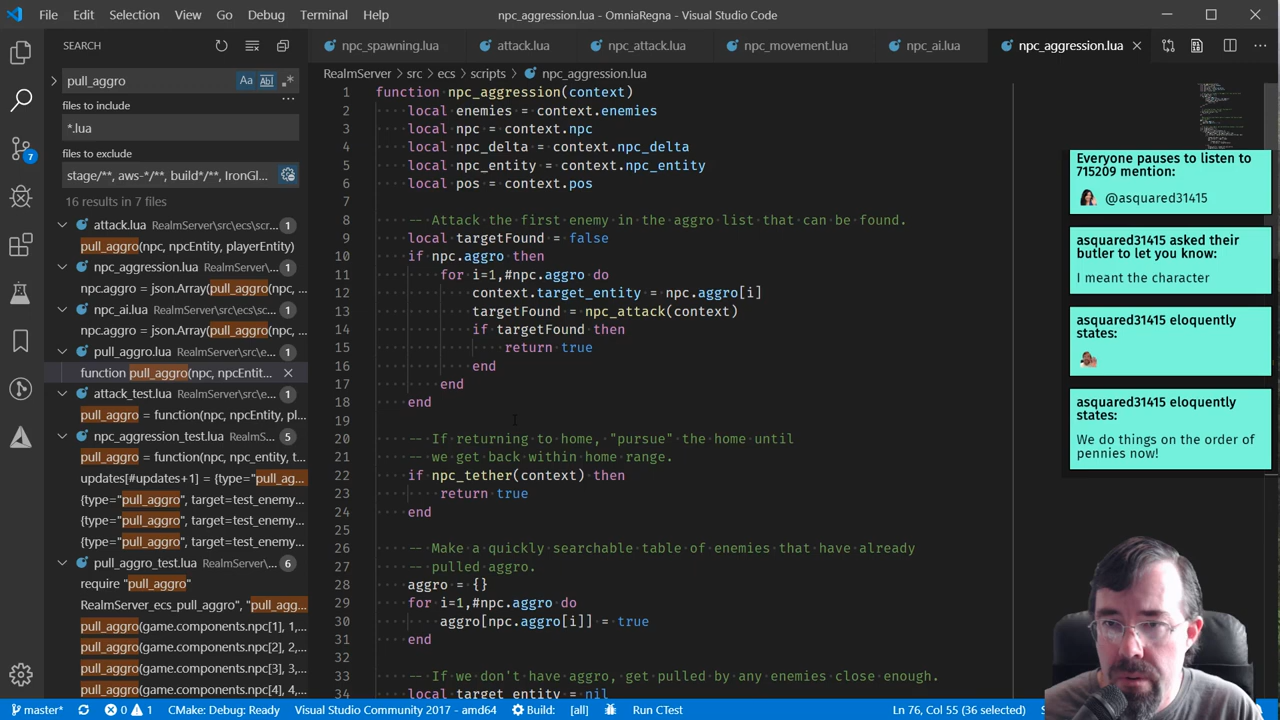 File Edit Selection View Go Debug Terminal Help
npc_aggression.lua - OmniaRegna - Visual Studio Code
SEARCH
npc_spawning.lua attack.lua npc_attack.lua npc_movement.lua npc_ai.lua npc_aggression.lua
RealmServer > src > ecs > scripts > npc_aggression.lua
pull_aggro
files to include
*.lua
files to exclude
stage/**, aws-*/**, build*/**, IronGl...
16 results in 7 files
attack.lua RealmServer\src\ecs\scr... 1
pull_aggro(npc, npcEntity, playerEntity)
npc_aggression.lua RealmServer\s... 1
npc.aggro = json.Array(pull_aggro(npc, ...
npc_ai.lua RealmServer\src\ecs\sc... 1
npc.aggro = json.Array(pull_aggro(npc, ...
pull_aggro.lua RealmServer\src\e... 1
function pull_aggro(npc, npcEntit...
attack_test.lua RealmServer\src\ec... 1
pull_aggro = function(npc, npcEntity, pl...
npc_aggression_test.lua RealmSer... 5
pull_aggro = function(npc, npc_entity, t...
updates[#updates+1] = {type="pull_ag...
{type="pull_aggro", target=test_enemy...
{type="pull_aggro", target=test_enemy...
{type="pull_aggro", target=test_enemy...
pull_aggro_test.lua RealmServer\s... 6
require "pull_aggro"
RealmServer_ecs_pull_aggro", "pull_agg...
pull_aggro(game.components.npc[1], 1,...
pull_aggro(game.components.npc[2], 2,...
pull_aggro(game.components.npc[3], 3,...
pull_aggro(game.components.npc[4], 4,...
1 function npc_aggression(context)
2 local enemies = context.enemies
3 local npc = context.npc
4 local npc_delta = context.npc_delta
5 local npc_entity = context.npc_entity
6 local pos = context.pos
7
8 -- Attack the first enemy in the aggro list that can be found.
9 local targetFound = false
10 if npc.aggro then
11 for i=1,#npc.aggro do
12 context.target_entity = npc.aggro[i]
13 targetFound = npc_attack(context)
14 if targetFound then
15 return true
16 end
17 end
18 end
19
20 -- If returning to home, "pursue" the home until
21 -- we get back within home range.
22 if npc_tether(context) then
23 return true
24 end
25
26 -- Make a quickly searchable table of enemies that have already
27 -- pulled aggro.
28 aggro = {}
29 for i=1,#npc.aggro do
30 aggro[npc.aggro[i]] = true
31 end
32
33 -- If we don't have aggro, get pulled by any enemies close enough.
34 local target_entity = nil
Everyone pauses to listen to
715209 mention:
@asquared31415
asquared31415 asked their
butler to let you know:
I meant the character
asquared31415 eloquently
states:
asquared31415 eloquently
states:
We do things on the order of
pennies now!
7
master* 0 1 CMake: Debug: Ready Visual Studio Community 2017 - amd64 Build: [all] Run CTest Ln 76, Col 55 (36 selected)